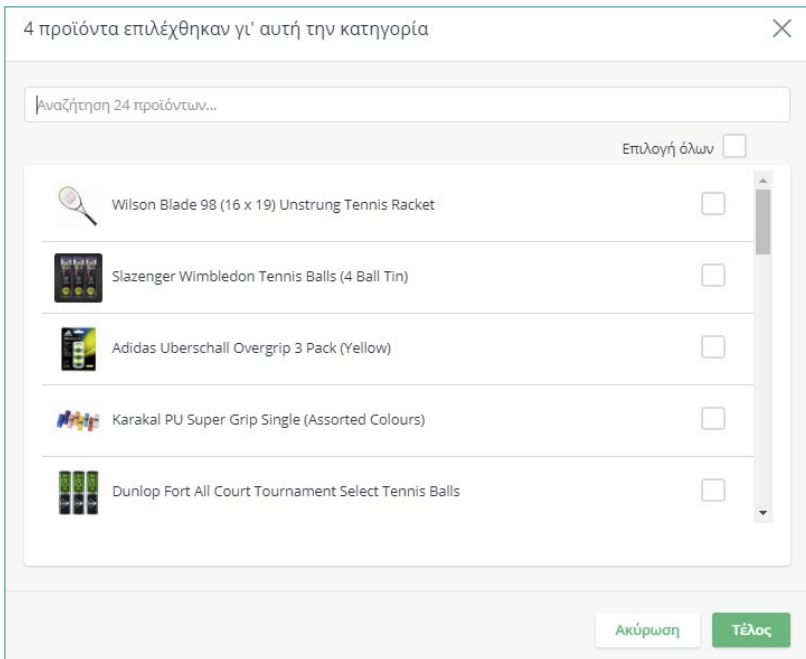 4 προϊόντα επιλέχθηκαν γι' αυτή την κατηγορία
Αναζήτηση 24 προϊόντων...
Επιλογή όλων
Wilson Blade 98 (16 x 19) Unstrung Tennis Racket
Slazenger Wimbledon Tennis Balls (4 Ball Tin)
Adidas Uberschall Overgrip 3 Pack (Yellow)
Karakal PU Super Grip Single (Assorted Colours)
Dunlop Fort All Court Tournament Select Tennis Balls
Ακύρωση
Τέλος